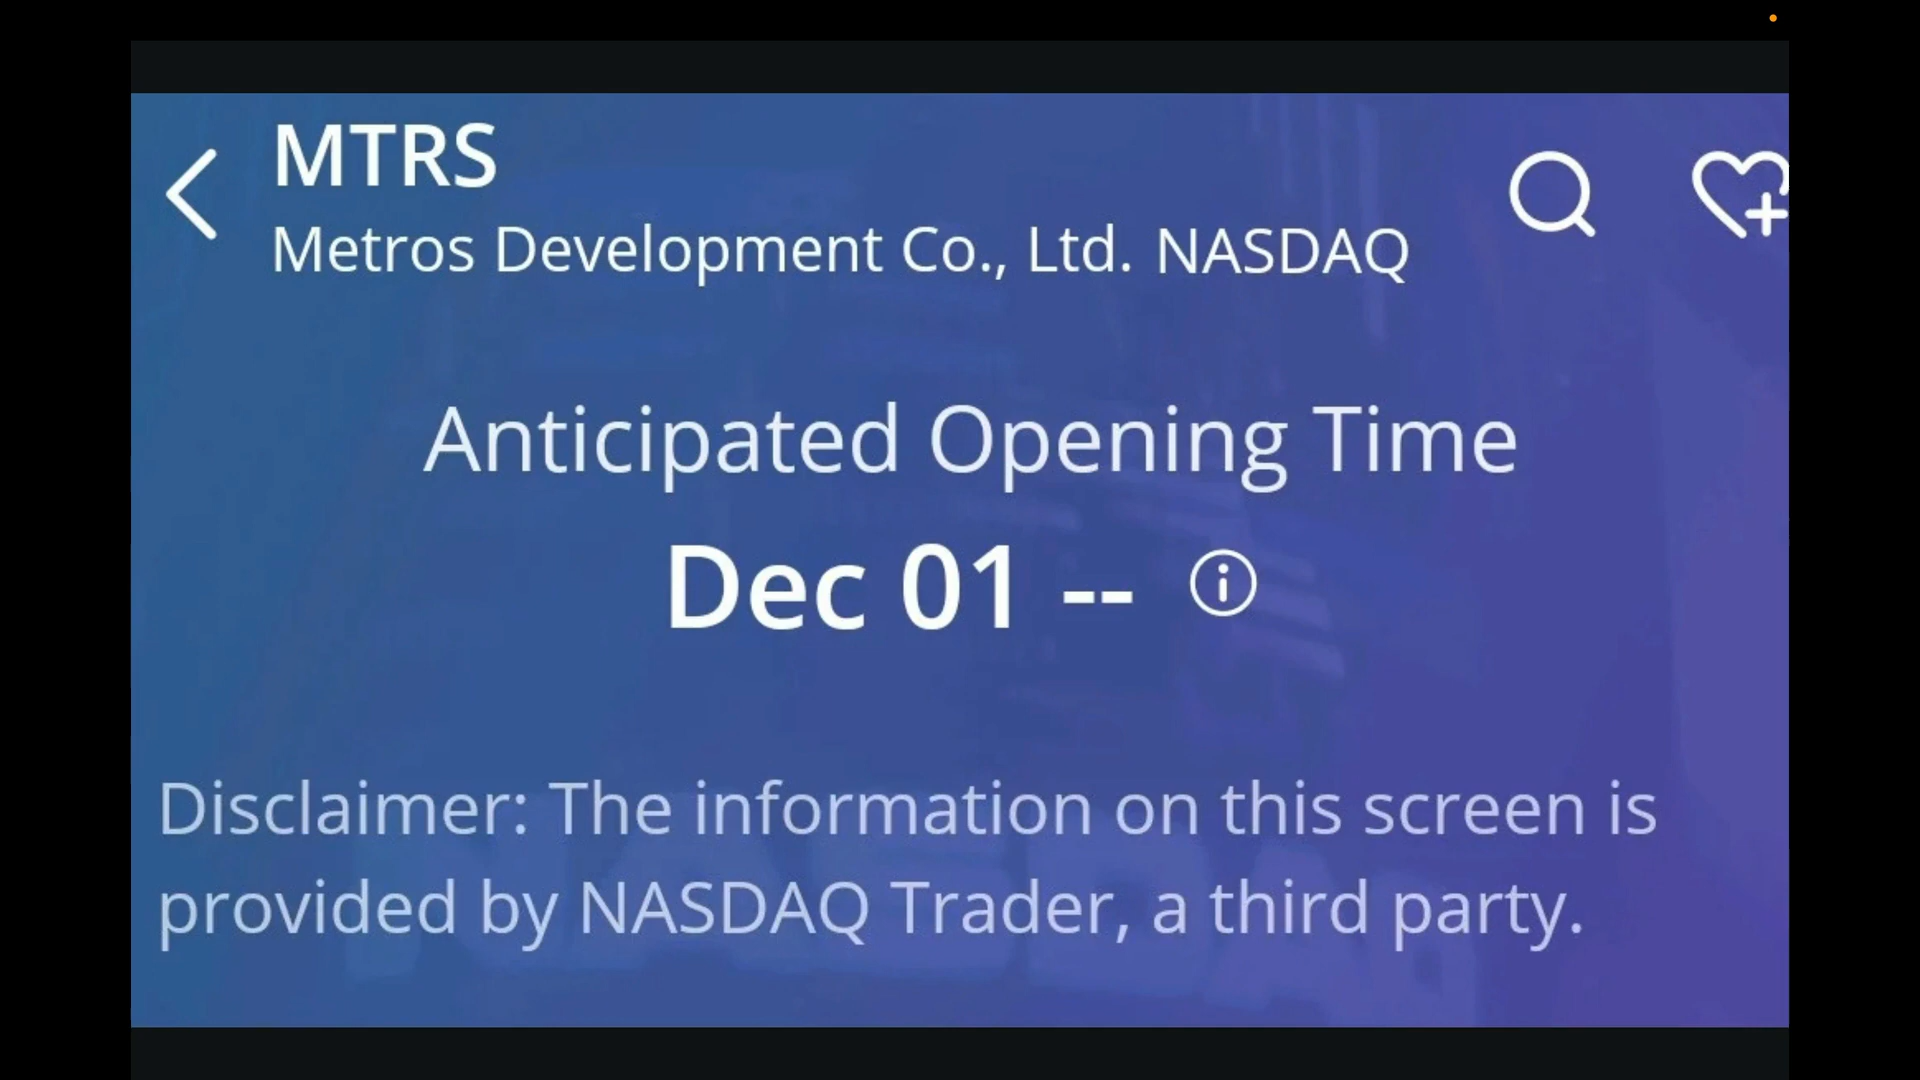 MTRS
Metros Development Co., Ltd. NASDAQ
Anticipated Opening Time
Dec 01 --
Disclaimer: The information on this screen is
provided by NASDAQ Trader, a third party.